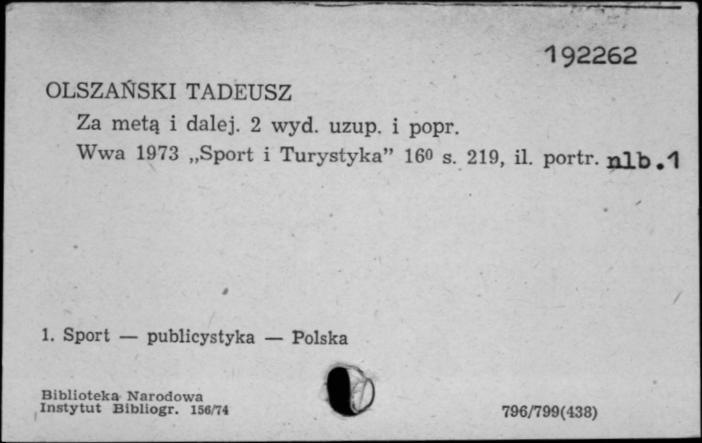 192262
OLSZAŃSKI TADEUSZ
Za metą i dalej. 2 wyd. uzup. i popr.
Wwa 1973 „Sport i Turystyka” 16⁰ s. 219, il. portr. nlb.1
1. Sport — publicystyka — Polska
Biblioteka Narodowa
Instytut Bibliogr. 156/74
796/799(438)